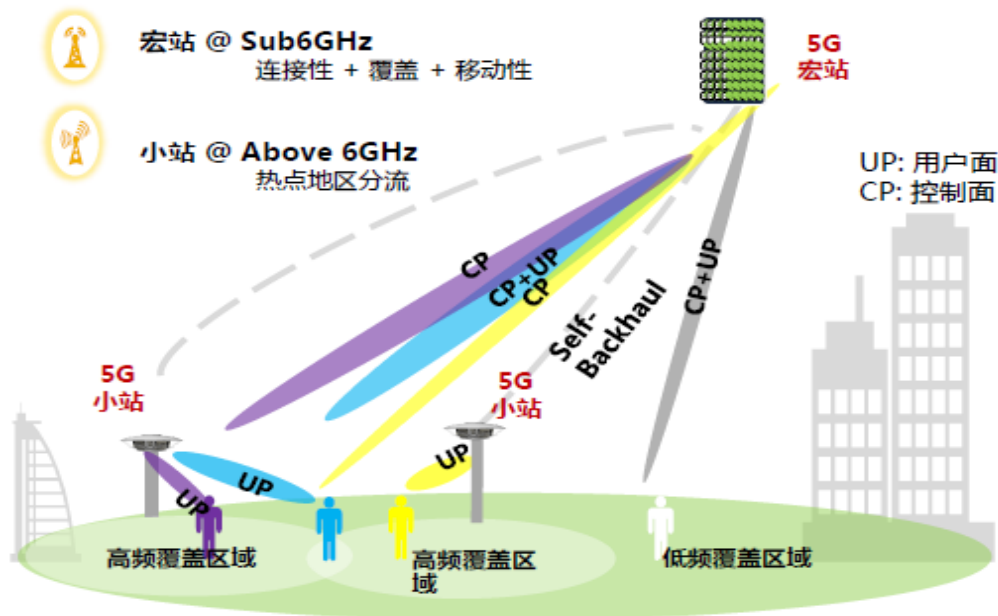 宏站 @ Sub6GHz
连接性 + 覆盖 + 移动性
小站 @ Above 6GHz
热点地区分流
5G
宏站
UP: 用户面
CP: 控制面
CP
CP+UP
CP
Self-
Backhaul
CP+UP
5G
小站
5G
小站
UP
UP
UP
高频覆盖区域
高频覆盖区
域
低频覆盖区域